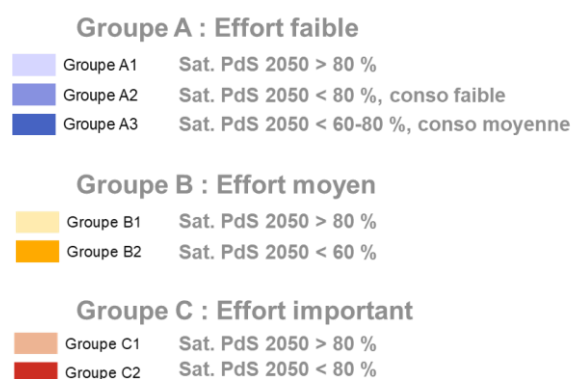 Groupe A : Effort faible
Groupe A1 Sat. PdS 2050 > 80 %
Groupe A2 Sat. PdS 2050 < 80 %, conso faible
Groupe A3 Sat. PdS 2050 < 60-80 %, conso moyenne
Groupe B : Effort moyen
Groupe B1 Sat. PdS 2050 > 80 %
Groupe B2 Sat. PdS 2050 < 60 %
Groupe C : Effort important
Groupe C1 Sat. PdS 2050 > 80 %
Groupe C2 Sat. PdS 2050 < 80 %